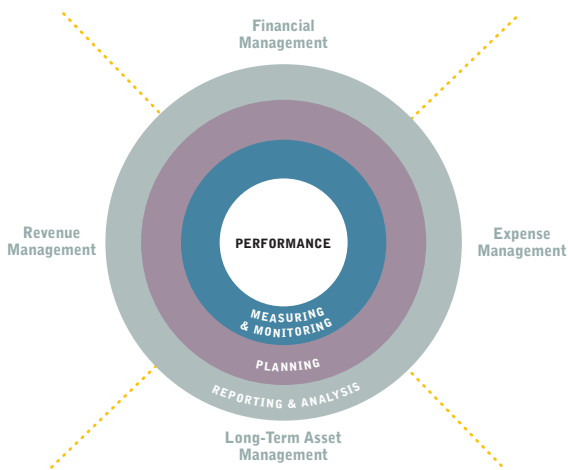 Financial
Management
Revenue
Management
PERFORMANCE
Expense
Management
MEASURING
& MONITORING
PLANNING
REPORTING & ANALYSIS
Long-Term Asset
Management